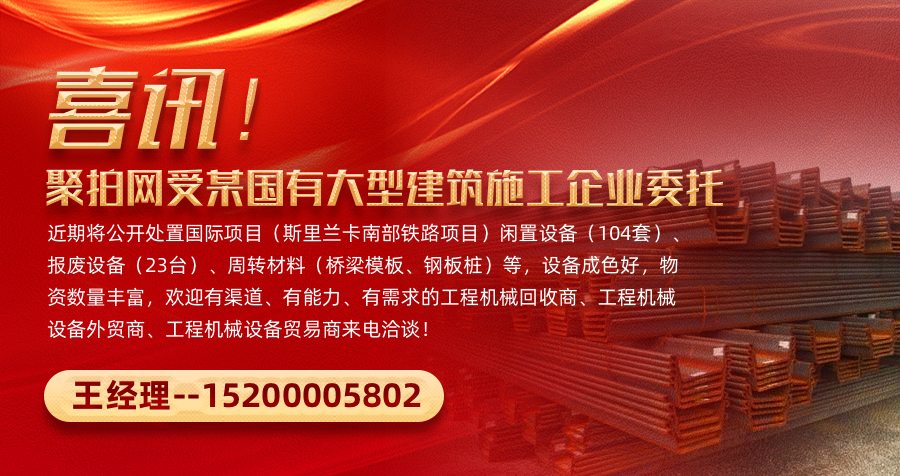 喜讯！
聚拍网受某国有大型建筑施工企业委托
近期将公开处置国际项目（斯里兰卡南部铁路项目）闲置设备（104套）、
报废设备（23台）、周转材料（桥梁模板、钢板桩）等，设备成色好，物
资数量丰富，欢迎有渠道、有能力、有需求的工程机械回收商、工程机械
设备外贸商、工程机械设备贸易商来电洽谈！
王经理--15200005802